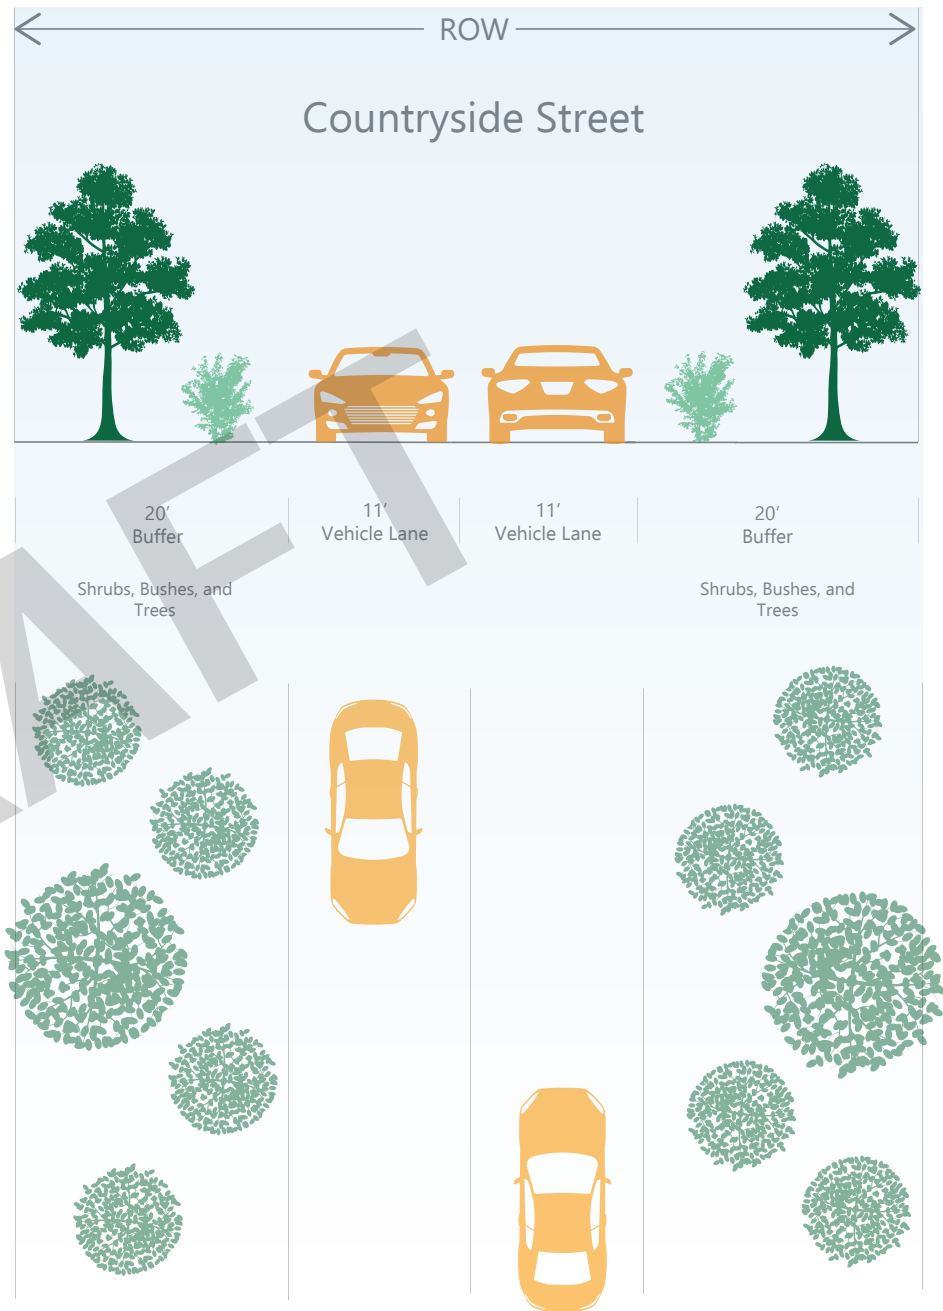 ROW
Countryside Street
20’
Buffer
11’
Vehicle Lane
11’
Vehicle Lane
20’
Buffer
Shrubs, Bushes, and
Trees
Shrubs, Bushes, and
Trees
AFT